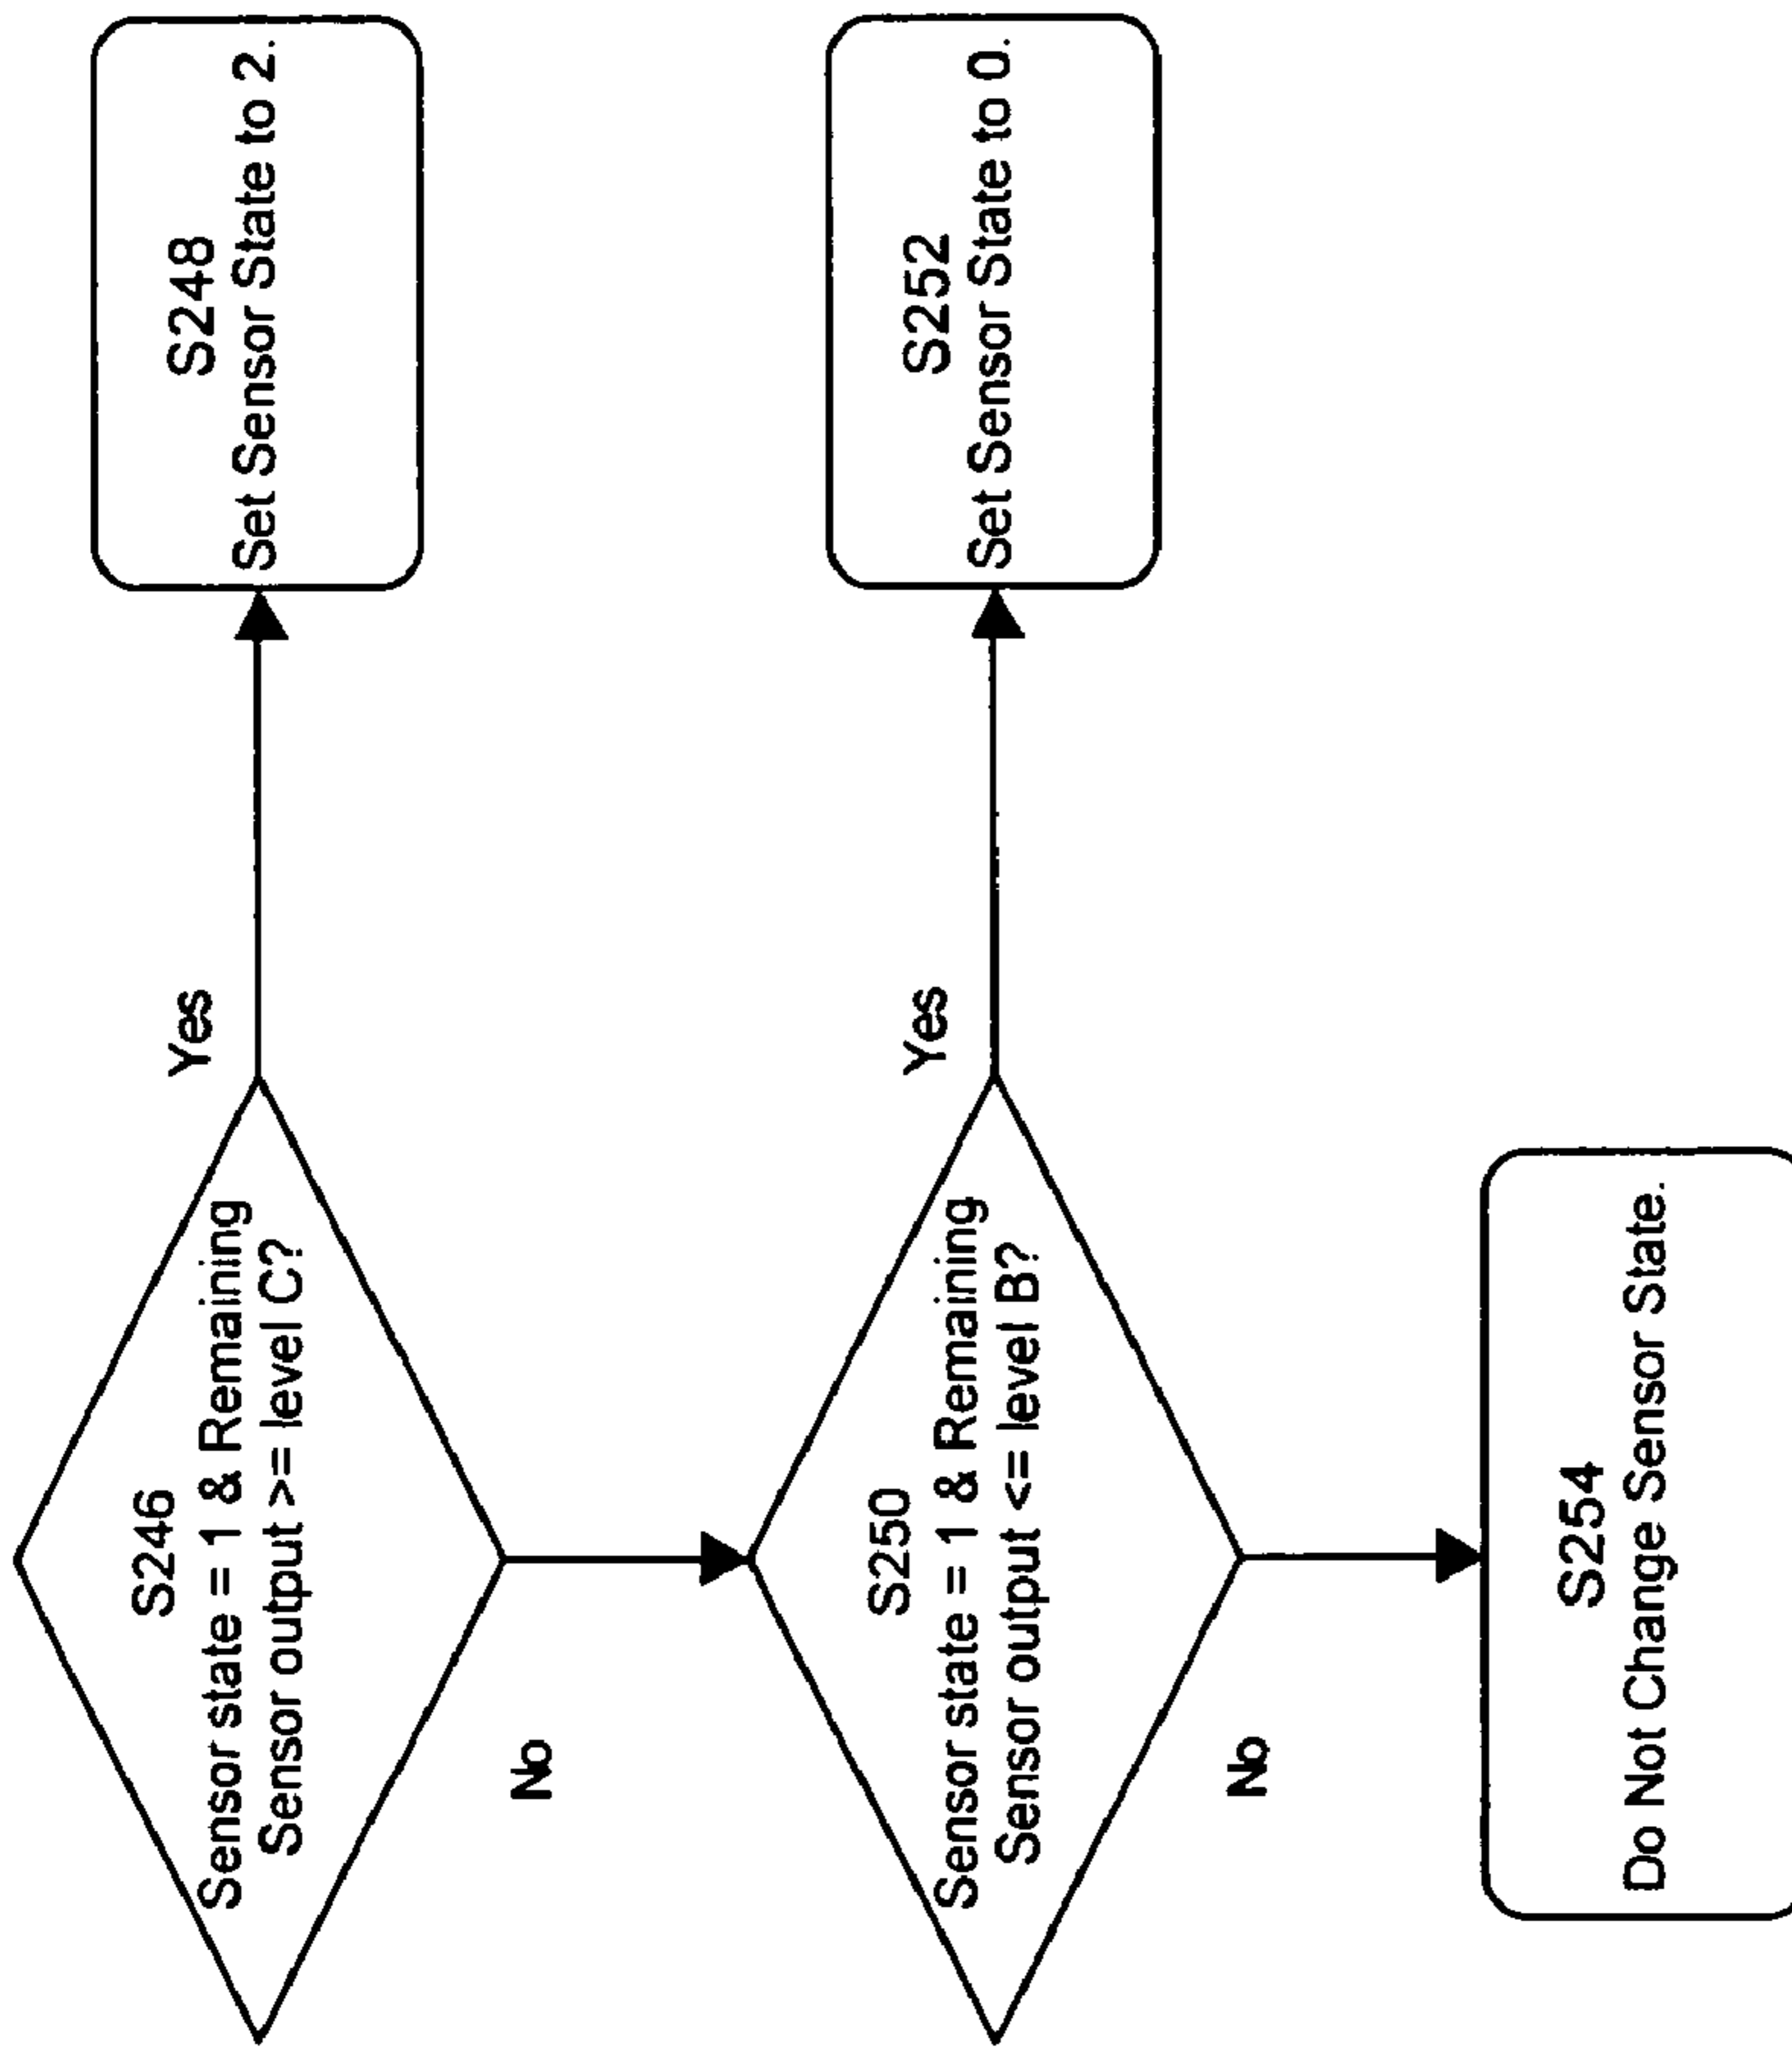 S246
Sensor state = 1 & Remaining
Sensor output >= level C?
Yes
S248
Set Sensor State to 2.
No
S250
Sensor state = 1 & Remaining
Sensor output <= level B?
Yes
S252
Set Sensor State to 0.
No
S254
Do Not Change Sensor State.